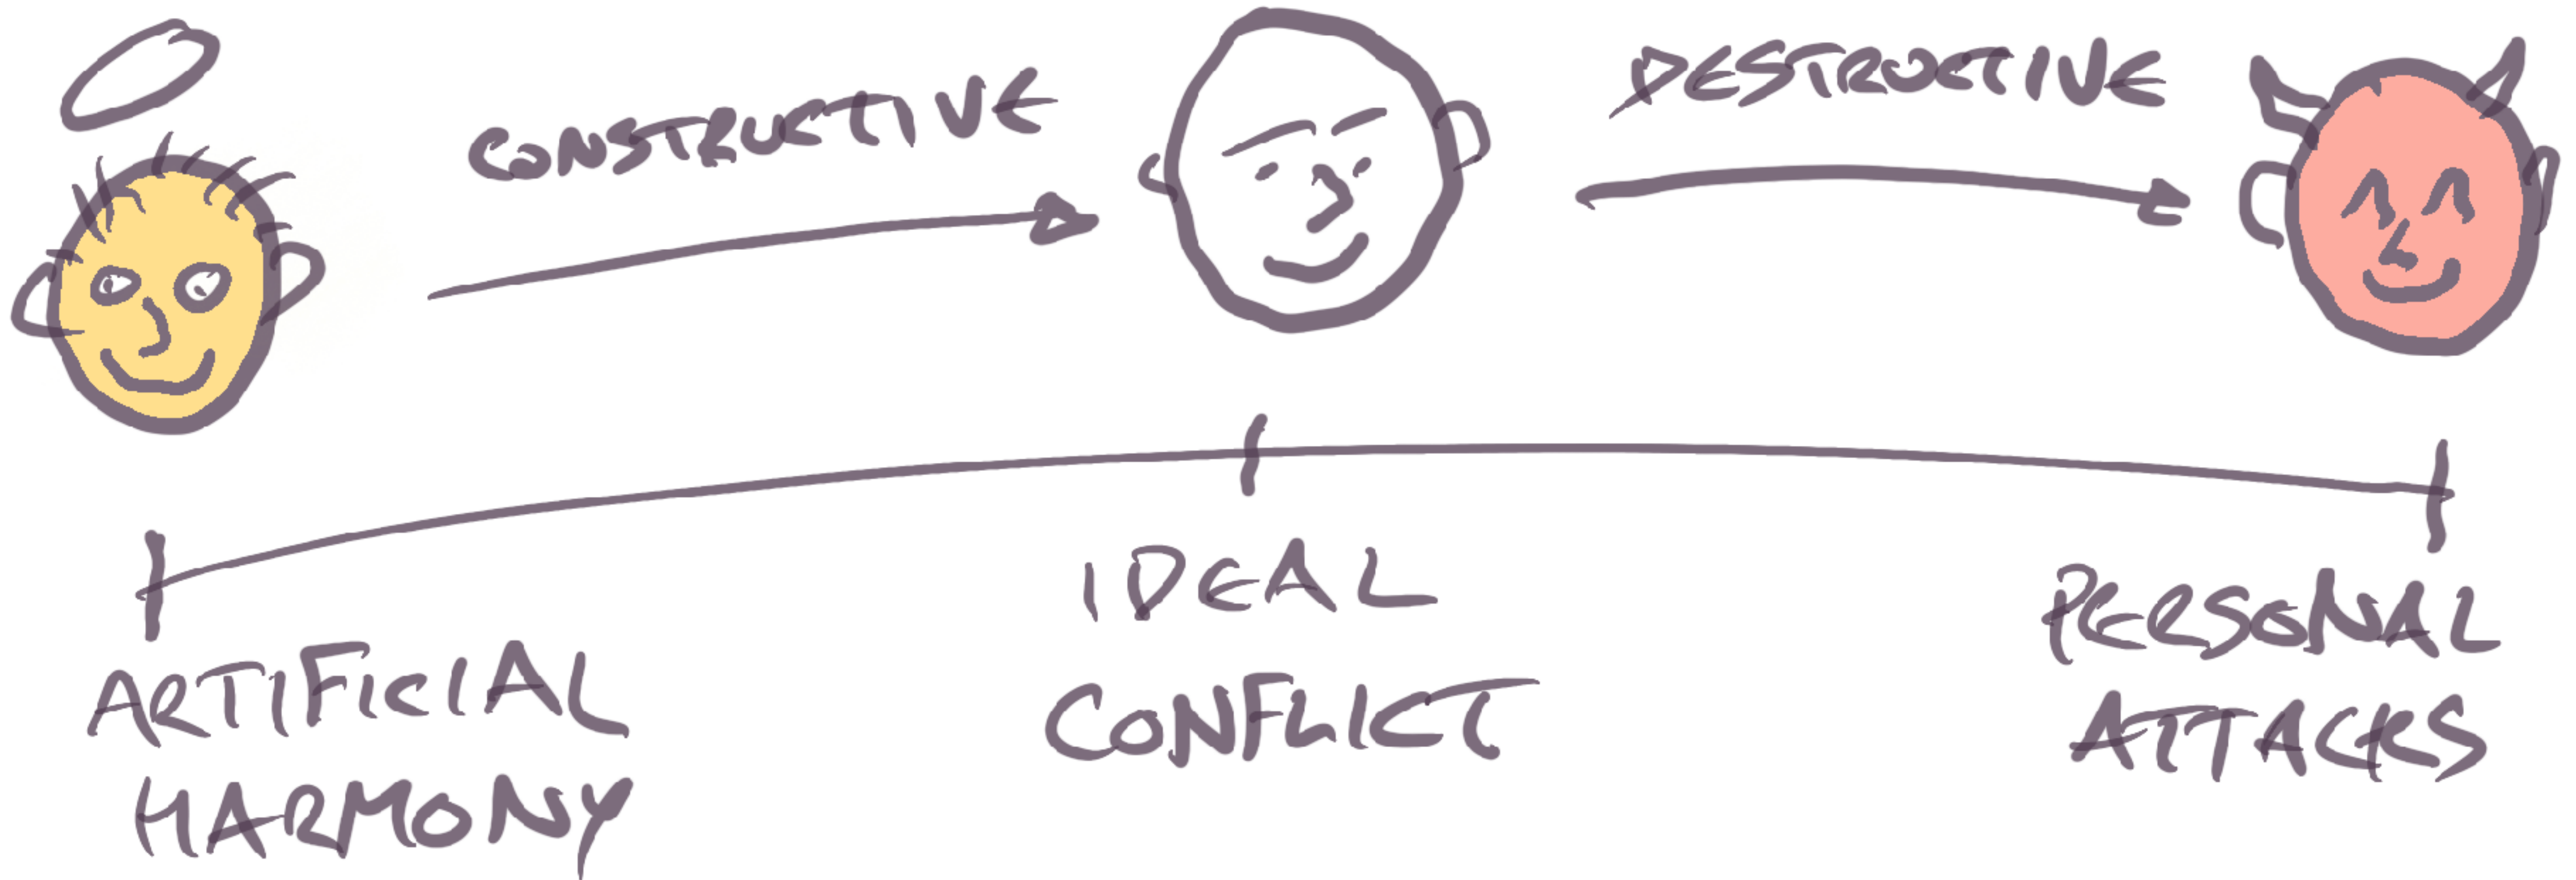 CONSTRUCTIVE
DESTRUCTIVE
ARTIFICIAL
HARMONY
IDEAL
CONFLICT
PERSONAL
ATTACKS